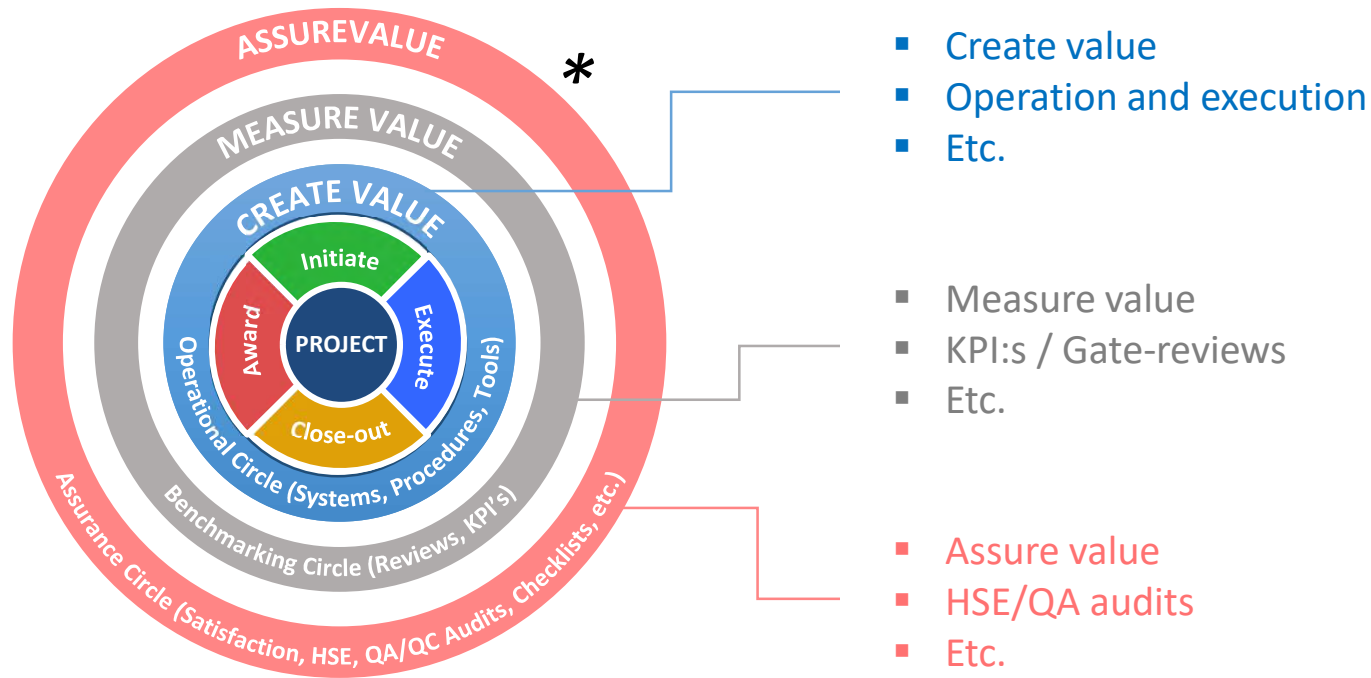 ASSUREVALUE
*
MEASURE VALUE
CREATE VALUE
Initiate
Award
PROJECT
Execute
Close-out
Operational Circle (Systems, Procedures, Tools)
Benchmarking Circle (Reviews, KPI's)
Assurance Circle (Satisfaction, HSE, QA/QC Audits, Checklists, etc.)
▪ Create value
▪ Operation and execution
▪ Etc.
▪ Measure value
▪ KPI:s / Gate-reviews
▪ Etc.
▪ Assure value
▪ HSE/QA audits
▪ Etc.